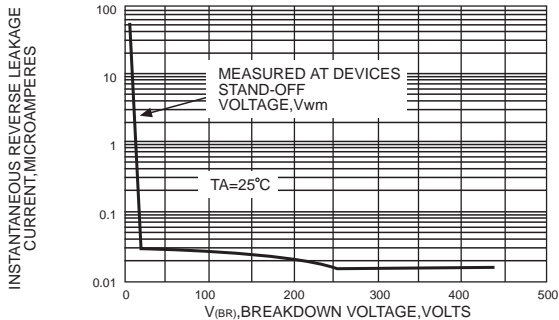 INSTANTANEOUS REVERSE LEAKAGE
CURRENT,MICROAMPERES
100
10
1
0.1
0.01
MEASURED AT DEVICES
STAND-OFF
VOLTAGE,Vwm
TA=25°C
0
100
200
300
400
500
V(BR),BREAKDOWN VOLTAGE,VOLTS